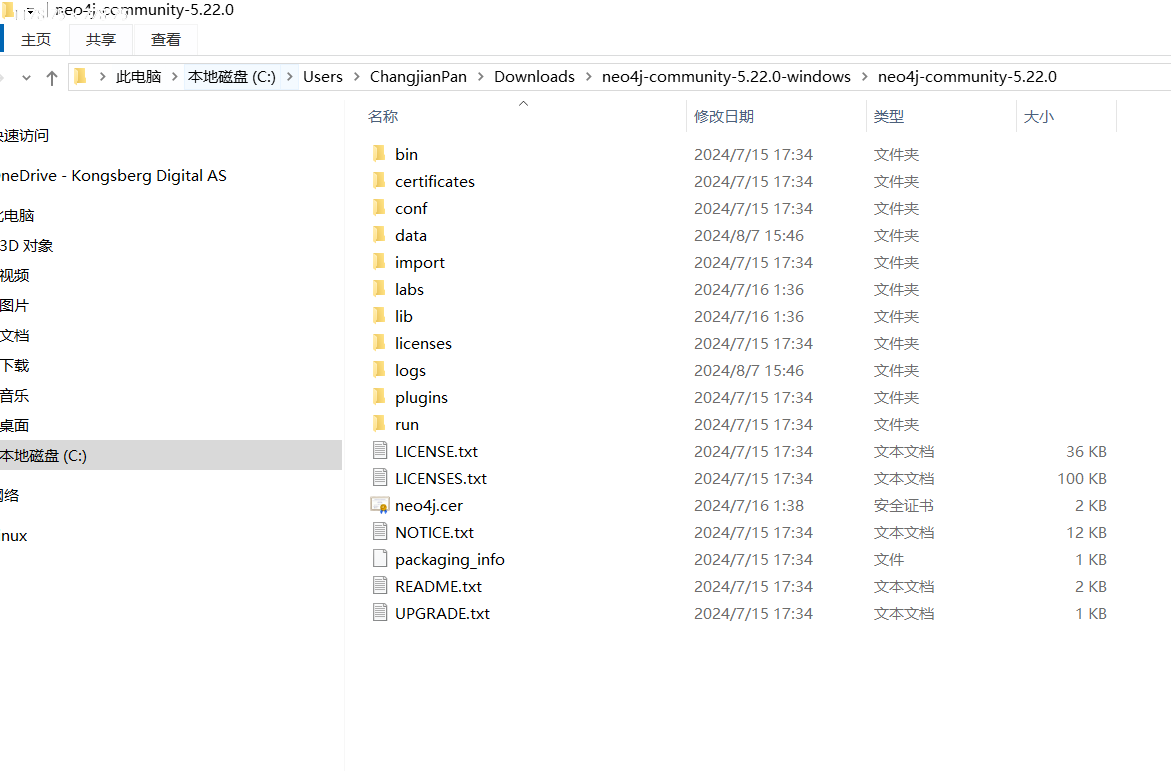 neo4j-community-5.22.0
主页 共享 查看
此电脑 本地磁盘 (C:) Users ChangjianPan Downloads neo4j-community-5.22.0-windows neo4j-community-5.22.0
速访问
neDrive - Kongsberg Digital AS
电脑
3D 对象
视频
图片
文档
下载
音乐
桌面
本地磁盘 (C:)
网络
nux
名称 修改日期 类型 大小
bin 2024/7/15 17:34 文件夹
certificates 2024/7/15 17:34 文件夹
conf 2024/7/15 17:34 文件夹
data 2024/8/7 15:46 文件夹
import 2024/7/15 17:34 文件夹
labs 2024/7/16 1:36 文件夹
lib 2024/7/16 1:36 文件夹
licenses 2024/7/15 17:34 文件夹
logs 2024/8/7 15:46 文件夹
plugins 2024/7/15 17:34 文件夹
run 2024/7/15 17:34 文件夹
LICENSE.txt 2024/7/15 17:34 文本文档 36 KB
LICENSES.txt 2024/7/15 17:34 文本文档 100 KB
neo4j.cer 2024/7/16 1:38 安全证书 2 KB
NOTICE.txt 2024/7/15 17:34 文本文档 12 KB
packaging_info 2024/7/15 17:34 文件 1 KB
README.txt 2024/7/15 17:34 文本文档 2 KB
UPGRADE.txt 2024/7/15 17:34 文本文档 1 KB